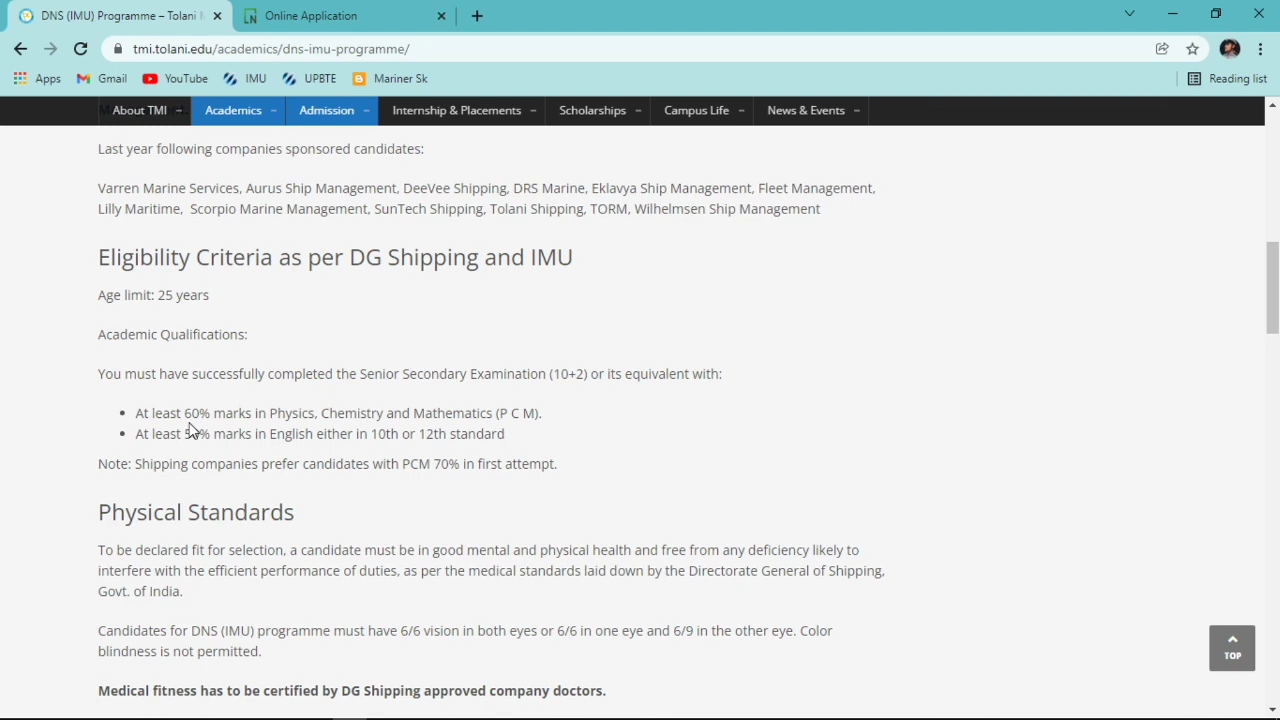 DNS (IMU) Programme – Tolani
Online Application
tmi.tolani.edu/academics/dns-imu-programme/
Apps
Gmail
YouTube
IMU
UPBTE
Mariner Sk
Reading list
About TMI
Academics
Admission
Internship & Placements
Scholarships
Campus Life
News & Events
Last year following companies sponsored candidates:
Varren Marine Services, Aurus Ship Management, DeeVee Shipping, DRS Marine, Eklavya Ship Management, Fleet Management,
Lilly Maritime, Scorpio Marine Management, SunTech Shipping, Tolani Shipping, TORM, Wilhelmsen Ship Management
Eligibility Criteria as per DG Shipping and IMU
Age limit: 25 years
Academic Qualifications:
You must have successfully completed the Senior Secondary Examination (10+2) or its equivalent with:
At least 60% marks in Physics, Chemistry and Mathematics (P C M).
At least marks in English either in 10th or 12th standard
Note: Shipping companies prefer candidates with PCM 70% in first attempt.
Physical Standards
To be declared fit for selection, a candidate must be in good mental and physical health and free from any deficiency likely to
interfere with the efficient performance of duties, as per the medical standards laid down by the Directorate General of Shipping,
Govt. of India.
Candidates for DNS (IMU) programme must have 6/6 vision in both eyes or 6/6 in one eye and 6/9 in the other eye. Color
blindness is not permitted.
Medical fitness has to be certified by DG Shipping approved company doctors.
TOP